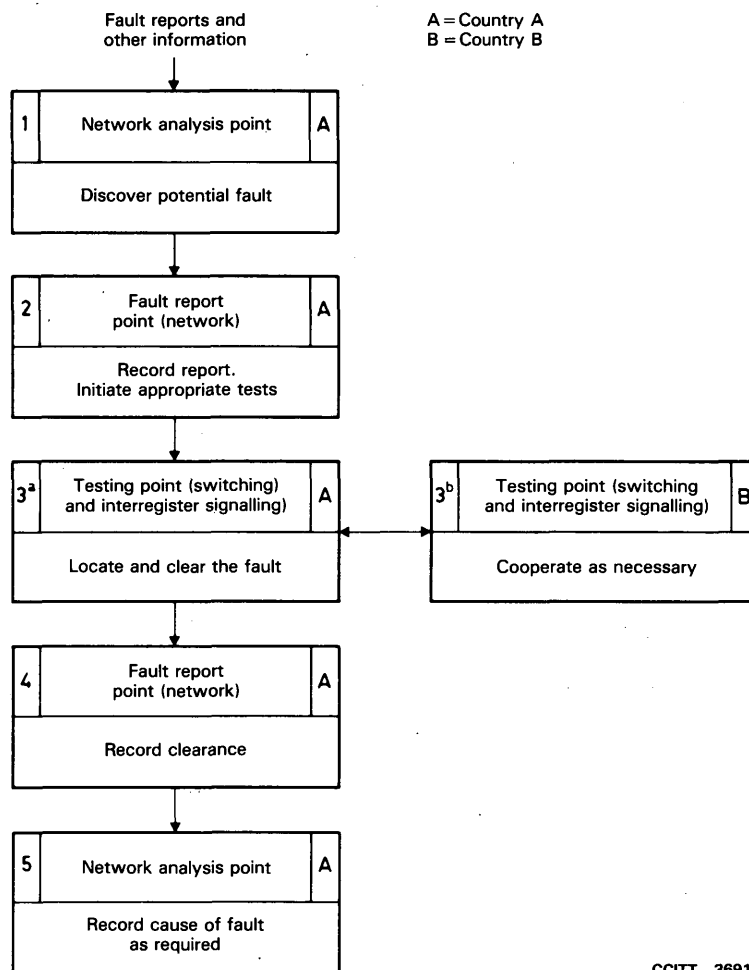 Fault reports and
other information
A = Country A
B = Country B
1
Network analysis point
A
Discover potential fault
2
Fault report
point (network)
A
Record report.
Initiate appropriate tests
3a
Testing point (switching)
and interregister signalling)
A
Locate and clear the fault
3b
Testing point (switching
and interregister signalling)
B
Cooperate as necessary
4
Fault report
point (network)
A
Record clearance
5
Network analysis point
A
Record cause of fault
as required
CCITT - 3691